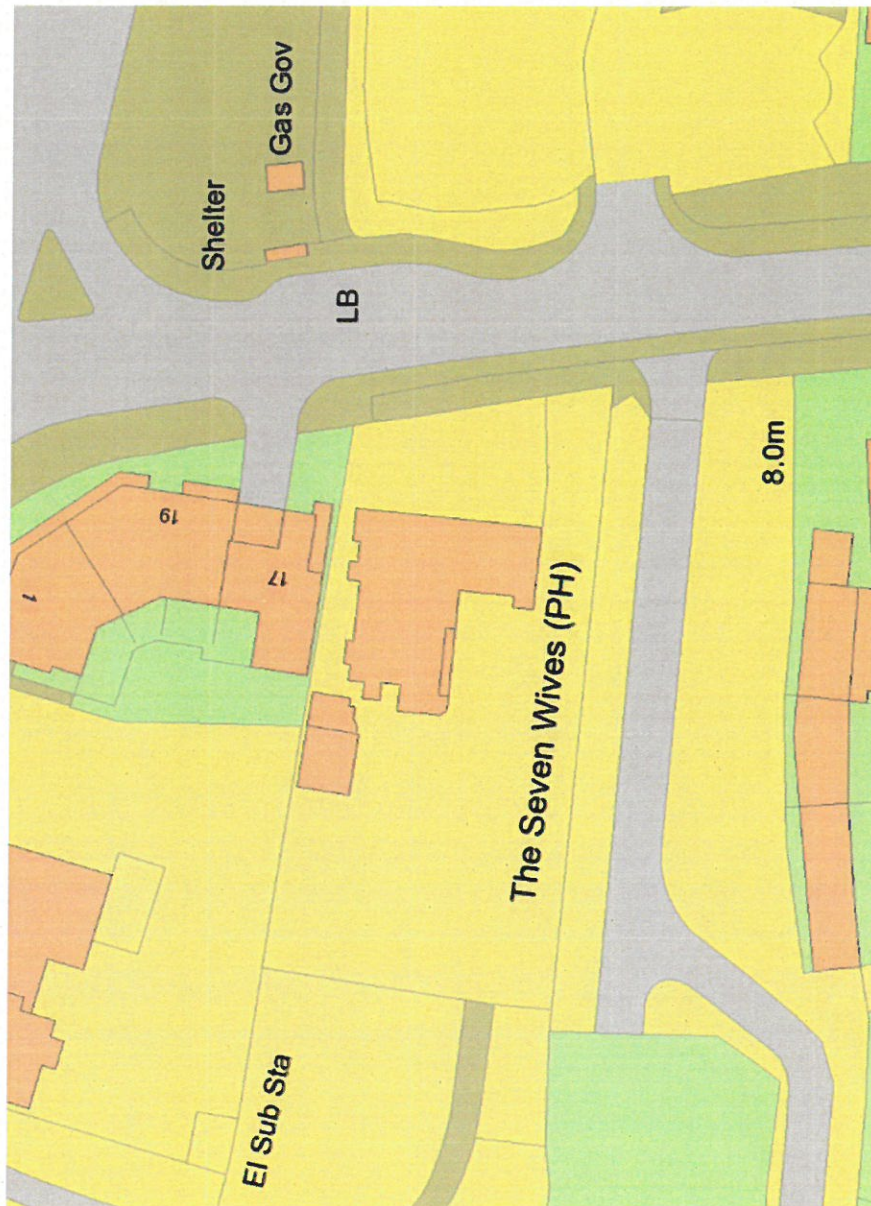 Gas Gov
Shelter
LB
19
17
1
8.0m
The Seven Wives (PH)
El Sub Sta